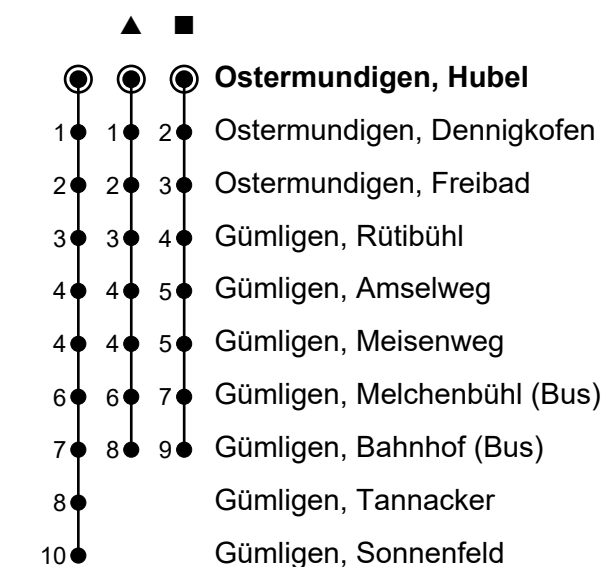 ▲ ■
Ostermundigen, Hubel
1 1 2 Ostermundigen, Dennigkofen
2 2 3 Ostermundigen, Freibad
3 3 4 Gümligen, Rütibühl
4 4 5 Gümligen, Amselweg
4 4 5 Gümligen, Meisenweg
6 6 7 Gümligen, Melchenbühl (Bus)
7 8 9 Gümligen, Bahnhof (Bus)
8 Gümligen, Tannacker
10 Gümligen, Sonnenfeld